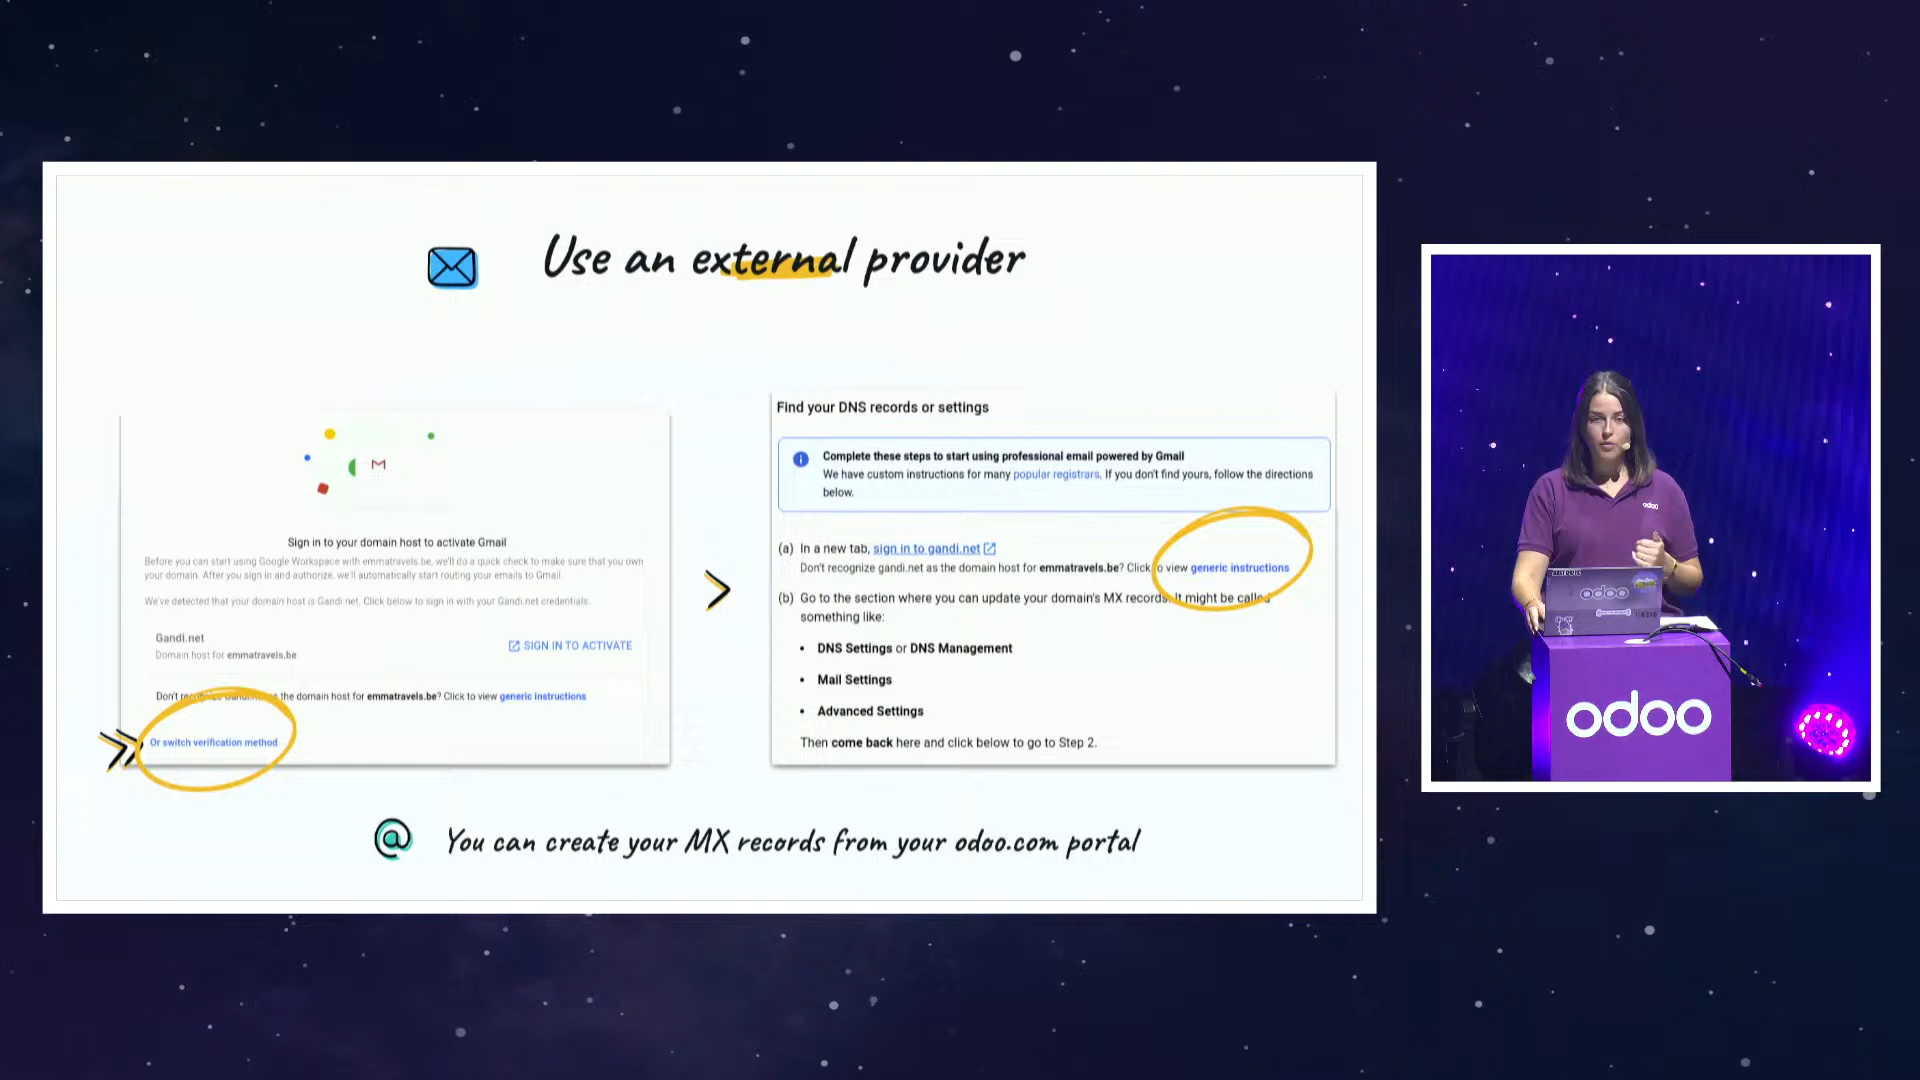 Use an external provider
Sign in to your domain host to activate Gmail
Before you can start using Google Workspace with emmatravels.be, we'll do a quick check to make sure that you own
your domain. After you sign in and authorize, we'll automatically start routing your emails to Gmail.
We've detected that your domain host is Gandi.net. Click below to sign in with your Gandi.net credentials.
Gandi.net
Domain host for emmatravels.be
SIGN IN TO ACTIVATE
Don't the domain host for emmatravels.be? Click to view generic instructions
Or switch verification method
Find your DNS records or settings
Complete these steps to start using professional email powered by Gmail
We have custom instructions for many popular registrars. If you don't find yours, follow the directions
below.
(a) In a new tab, sign in to gandi.net
Don't recognize gandi.net as the domain host for emmatravels.be? Click to view generic instructions
(b) Go to the section where you can update your domain's MX records. It might be called
something like:
• DNS Settings or DNS Management
• Mail Settings
• Advanced Settings
Then come back here and click below to go to Step 2.
@ You can create your MX records from your odoo.com portal
odoo
odoo
odoo